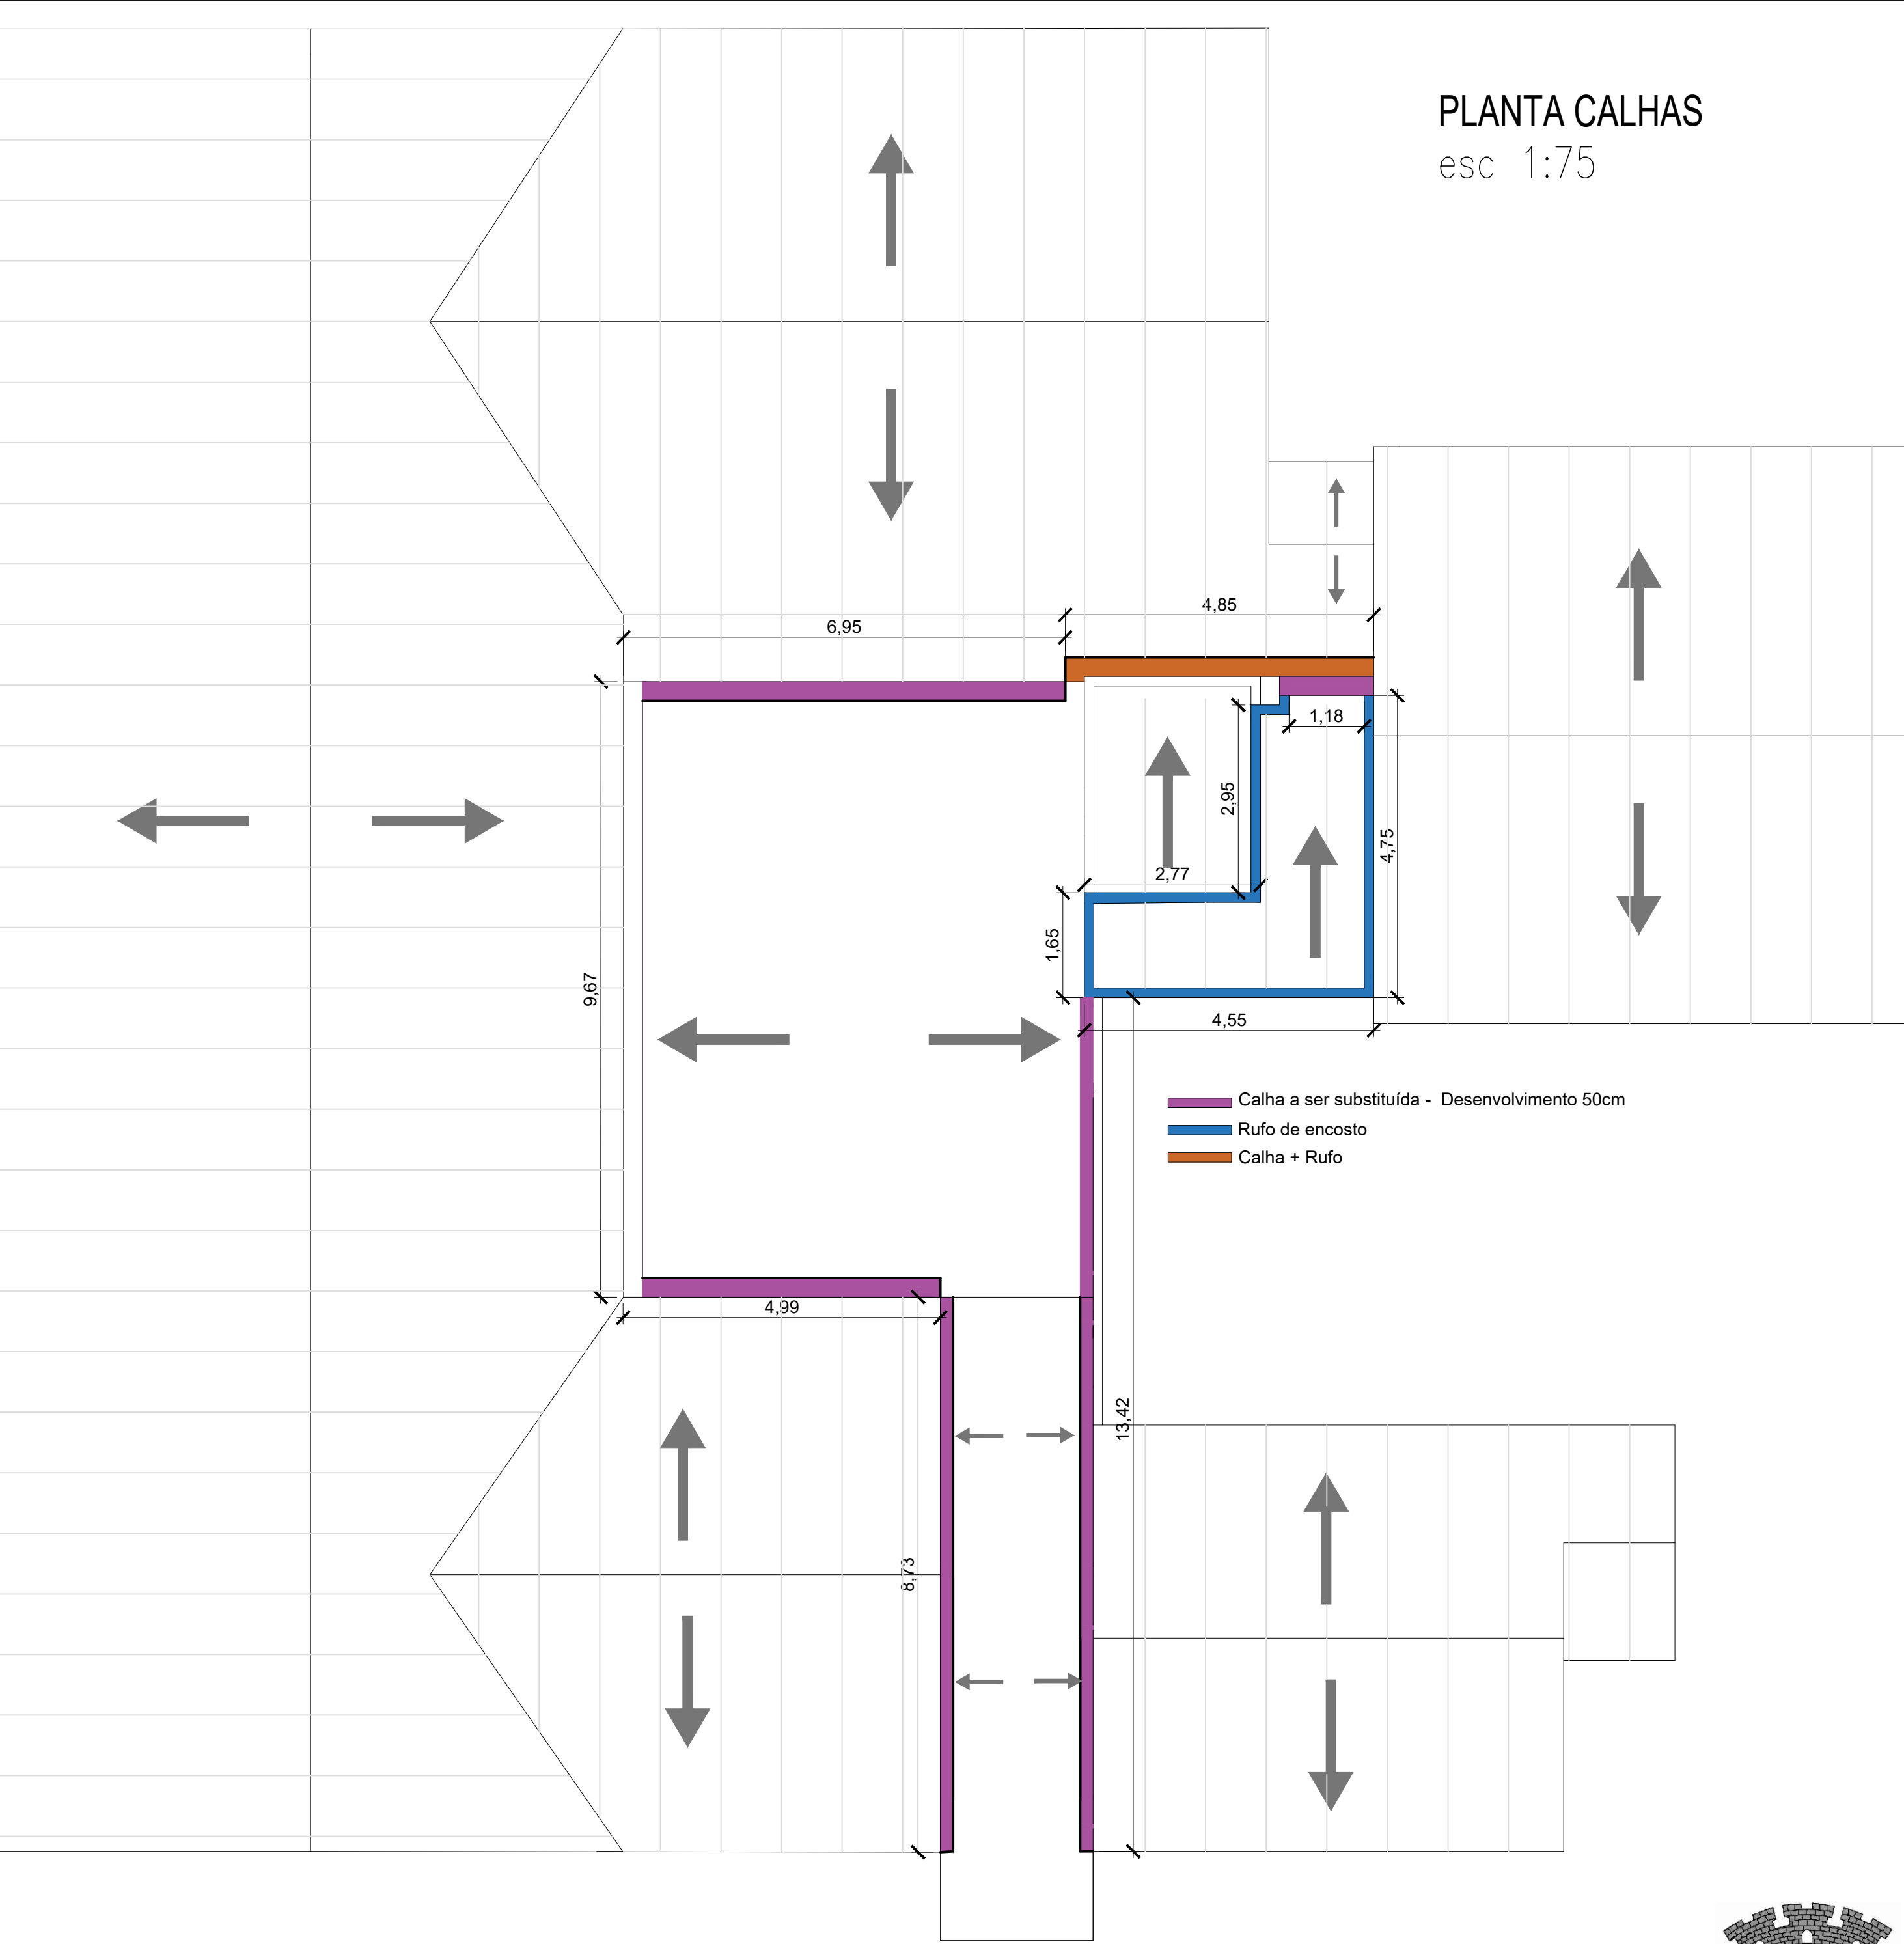 PLANTA CALHAS
esc 1:75
4,85
6,95
1,18
2,95
4,75
2,77
1,65
9,67
4,55
Calha a ser substituída - Desenvolvimento 50cm
Rufo de encosto
Calha + Rufo
4,99
13,42
8,73